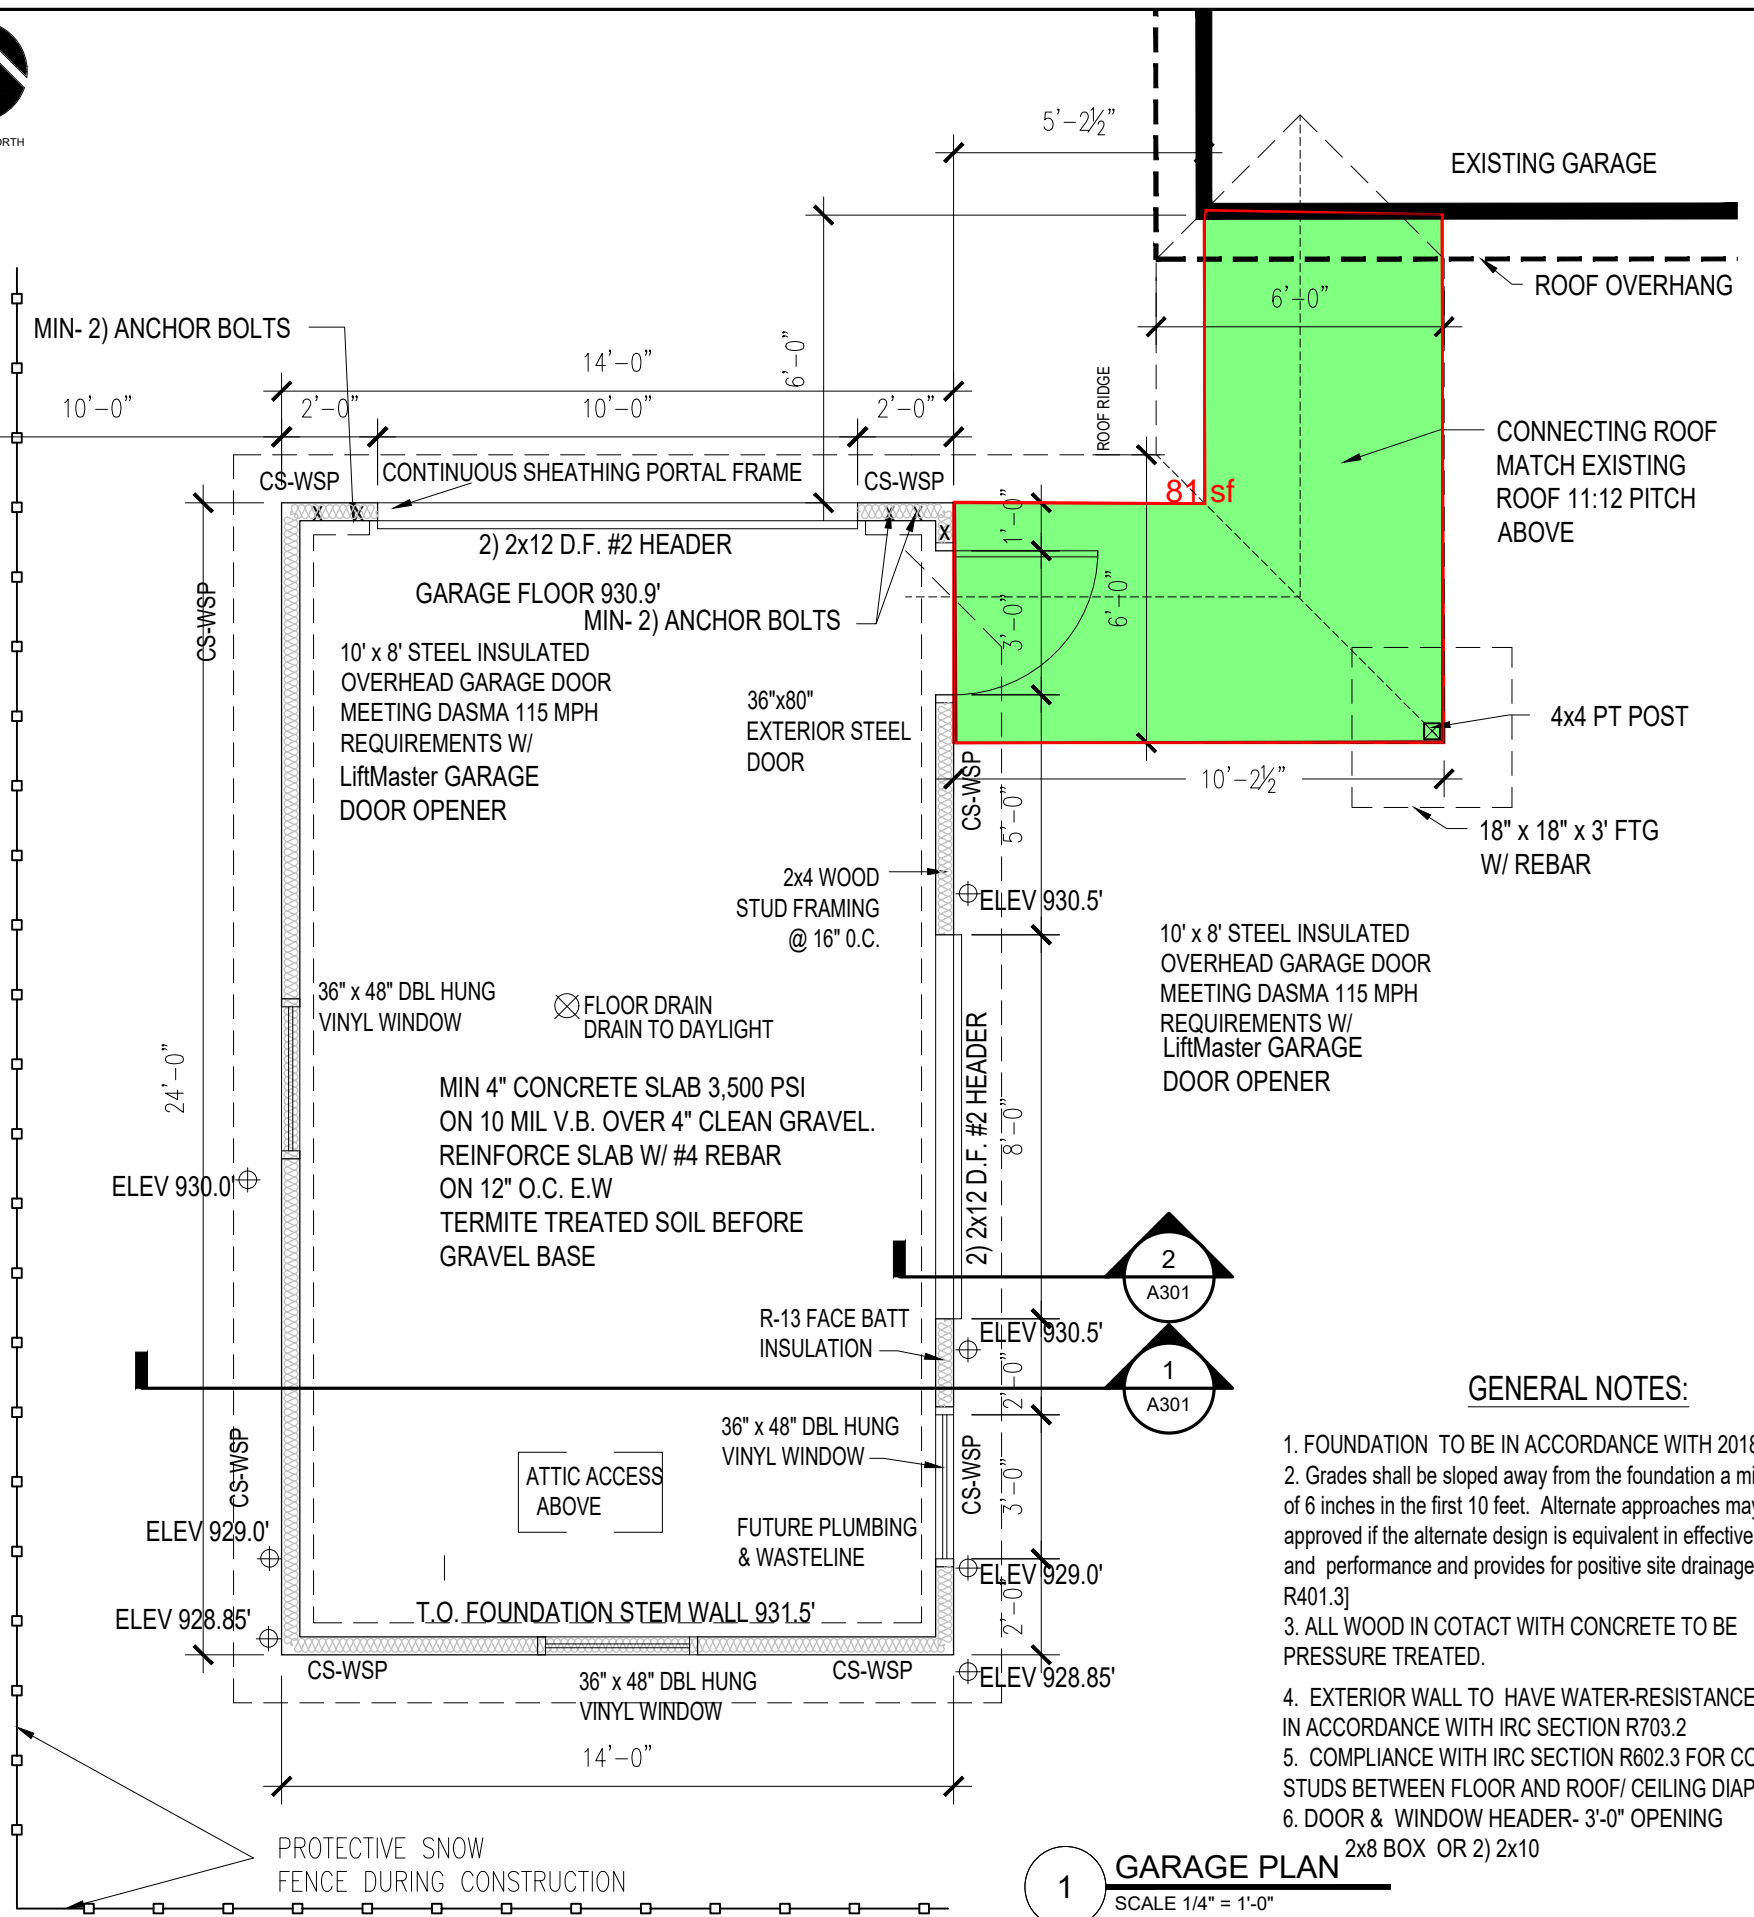 ORTH
5'-2½"
EXISTING GARAGE
ROOF OVERHANG
6'-0"
MIN- 2) ANCHOR BOLTS
14'-0"
6'-0"
ROOF RIDGE
10'-0"
2'-0"
10'-0"
2'-0"
CONNECTING ROOF
MATCH EXISTING
ROOF 11:12 PITCH
ABOVE
CS-WSP
CONTINUOUS SHEATHING PORTAL FRAME
CS-WSP
81 sf
X X
X X
X
1'-0"
2) 2x12 D.F. #2 HEADER
GARAGE FLOOR 930.9'
MIN- 2) ANCHOR BOLTS
CS-WSP
3'-0"
6'-0"
10' x 8' STEEL INSULATED
OVERHEAD GARAGE DOOR
MEETING DASMA 115 MPH
REQUIREMENTS W/
LiftMaster GARAGE
DOOR OPENER
36"x80"
EXTERIOR STEEL
DOOR
4x4 PT POST
10'-2½"
CS-WSP
5'-0"
18" x 18" x 3' FTG
W/ REBAR
2x4 WOOD
STUD FRAMING
@ 16" 0.C.
ELEV 930.5'
10' x 8' STEEL INSULATED
OVERHEAD GARAGE DOOR
MEETING DASMA 115 MPH
REQUIREMENTS W/
LiftMaster GARAGE
DOOR OPENER
36" x 48" DBL HUNG
VINYL WINDOW
FLOOR DRAIN
DRAIN TO DAYLIGHT
24'-0"
2) 2x12 D.F. #2 HEADER
8'-0"
MIN 4" CONCRETE SLAB 3,500 PSI
ON 10 MIL V.B. OVER 4" CLEAN GRAVEL.
REINFORCE SLAB W/ #4 REBAR
ON 12" O.C. E.W
TERMITE TREATED SOIL BEFORE
GRAVEL BASE
ELEV 930.0'
2
A301
R-13 FACE BATT
INSULATION
ELEV 930.5'
1
A301
2'-0"
GENERAL NOTES:
36" x 48" DBL HUNG
VINYL WINDOW
CS-WSP
CS-WSP
3'-0"
ATTIC ACCESS
ABOVE
FUTURE PLUMBING
& WASTELINE
ELEV 929.0'
ELEV 929.0'
2'-0"
ELEV 928.85'
T.O. FOUNDATION STEM WALL 931.5'
CS-WSP
CS-WSP
ELEV 928.85'
36" x 48" DBL HUNG
VINYL WINDOW
14'-0"
1. FOUNDATION TO BE IN ACCORDANCE WITH 2018
2. Grades shall be sloped away from the foundation a mi
of 6 inches in the first 10 feet. Alternate approaches may
approved if the alternate design is equivalent in effective
and performance and provides for positive site drainage
R401.3]
3. ALL WOOD IN COTACT WITH CONCRETE TO BE
PRESSURE TREATED.
4. EXTERIOR WALL TO HAVE WATER-RESISTANCE
IN ACCORDANCE WITH IRC SECTION R703.2
5. COMPLIANCE WITH IRC SECTION R602.3 FOR CO
STUDS BETWEEN FLOOR AND ROOF/ CEILING DIAP
6. DOOR & WINDOW HEADER- 3'-0" OPENING
2x8 BOX OR 2) 2x10
PROTECTIVE SNOW
FENCE DURING CONSTRUCTION
1
GARAGE PLAN
SCALE 1/4" = 1'-0"